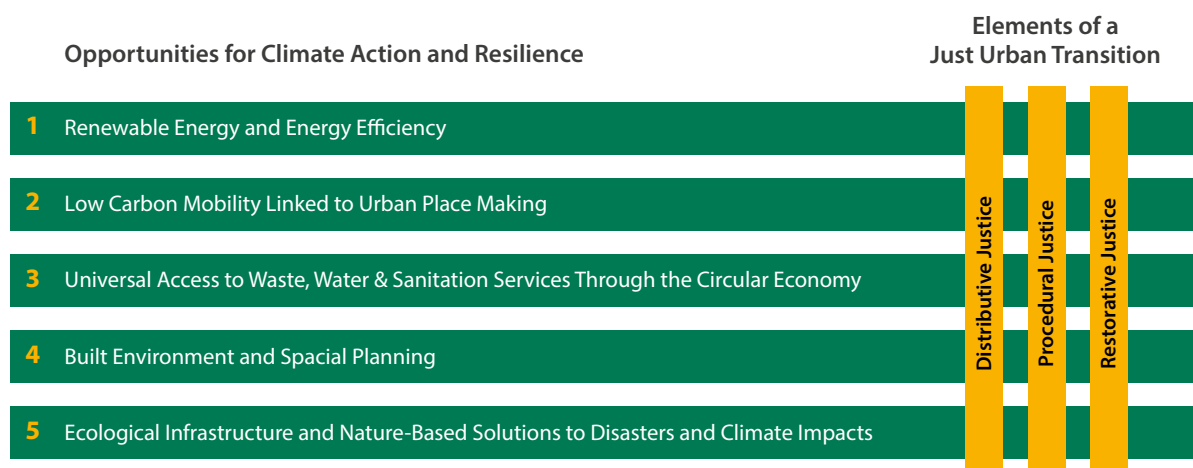 Opportunities for Climate Action and Resilience
Elements of a
Just Urban Transition
1 Renewable Energy and Energy Efficiency
2 Low Carbon Mobility Linked to Urban Place Making
3 Universal Access to Waste, Water & Sanitation Services Through the Circular Economy
4 Built Environment and Spacial Planning
5 Ecological Infrastructure and Nature-Based Solutions to Disasters and Climate Impacts
Distributive Justice
Procedural Justice
Restorative Justice